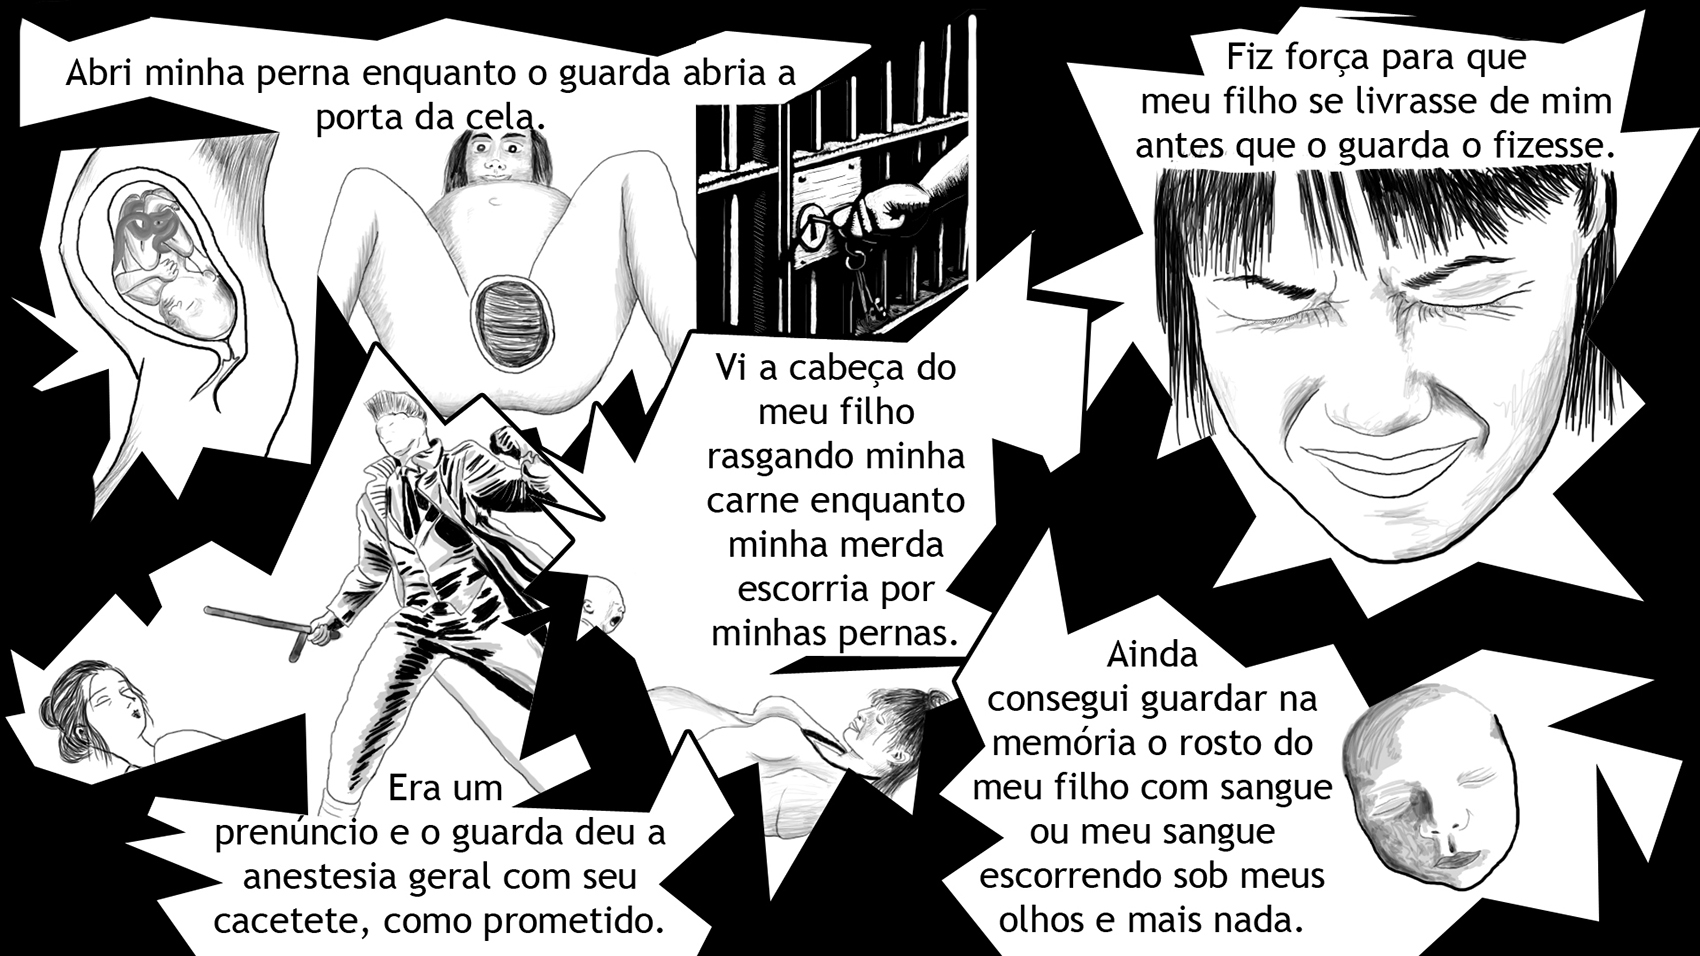 Abri minha perna enquanto o guarda abria a
porta da cela.
Fiz força para que
meu filho se livrasse de mim
antes que o guarda o fizesse.
Vi a cabeça do
meu filho
rasgando minha
carne enquanto
minha merda
escorria por
minhas pernas.
Era um
prenúncio e o guarda deu a
anestesia geral com seu
cacetete, como prometido.
Ainda
consegui guardar na
memória o rosto do
meu filho com sangue
ou meu sangue
escorrendo sob meus
olhos e mais nada.